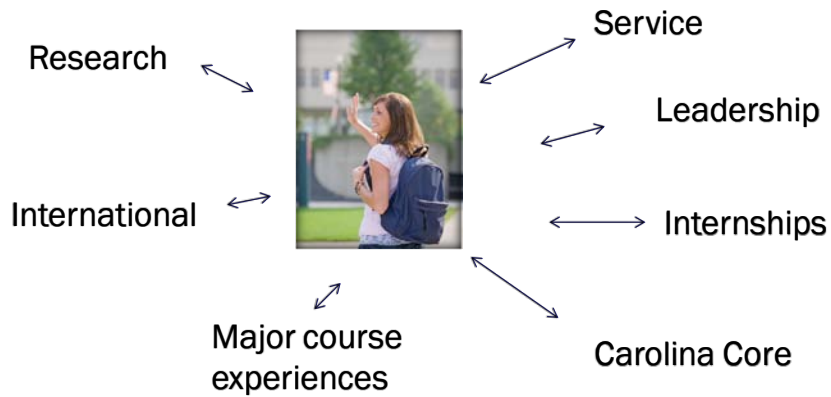 Service
Research
Leadership
International
Internships
Major course
experiences
Carolina Core